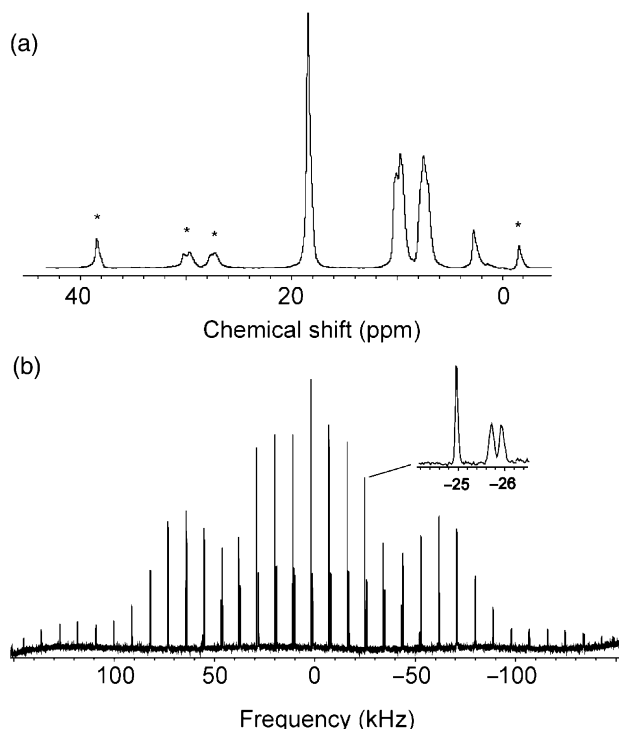 (a)
* * * *
40 20 0
Chemical shift (ppm)
(b)
−25 −26
100 50 0 −50 −100
Frequency (kHz)